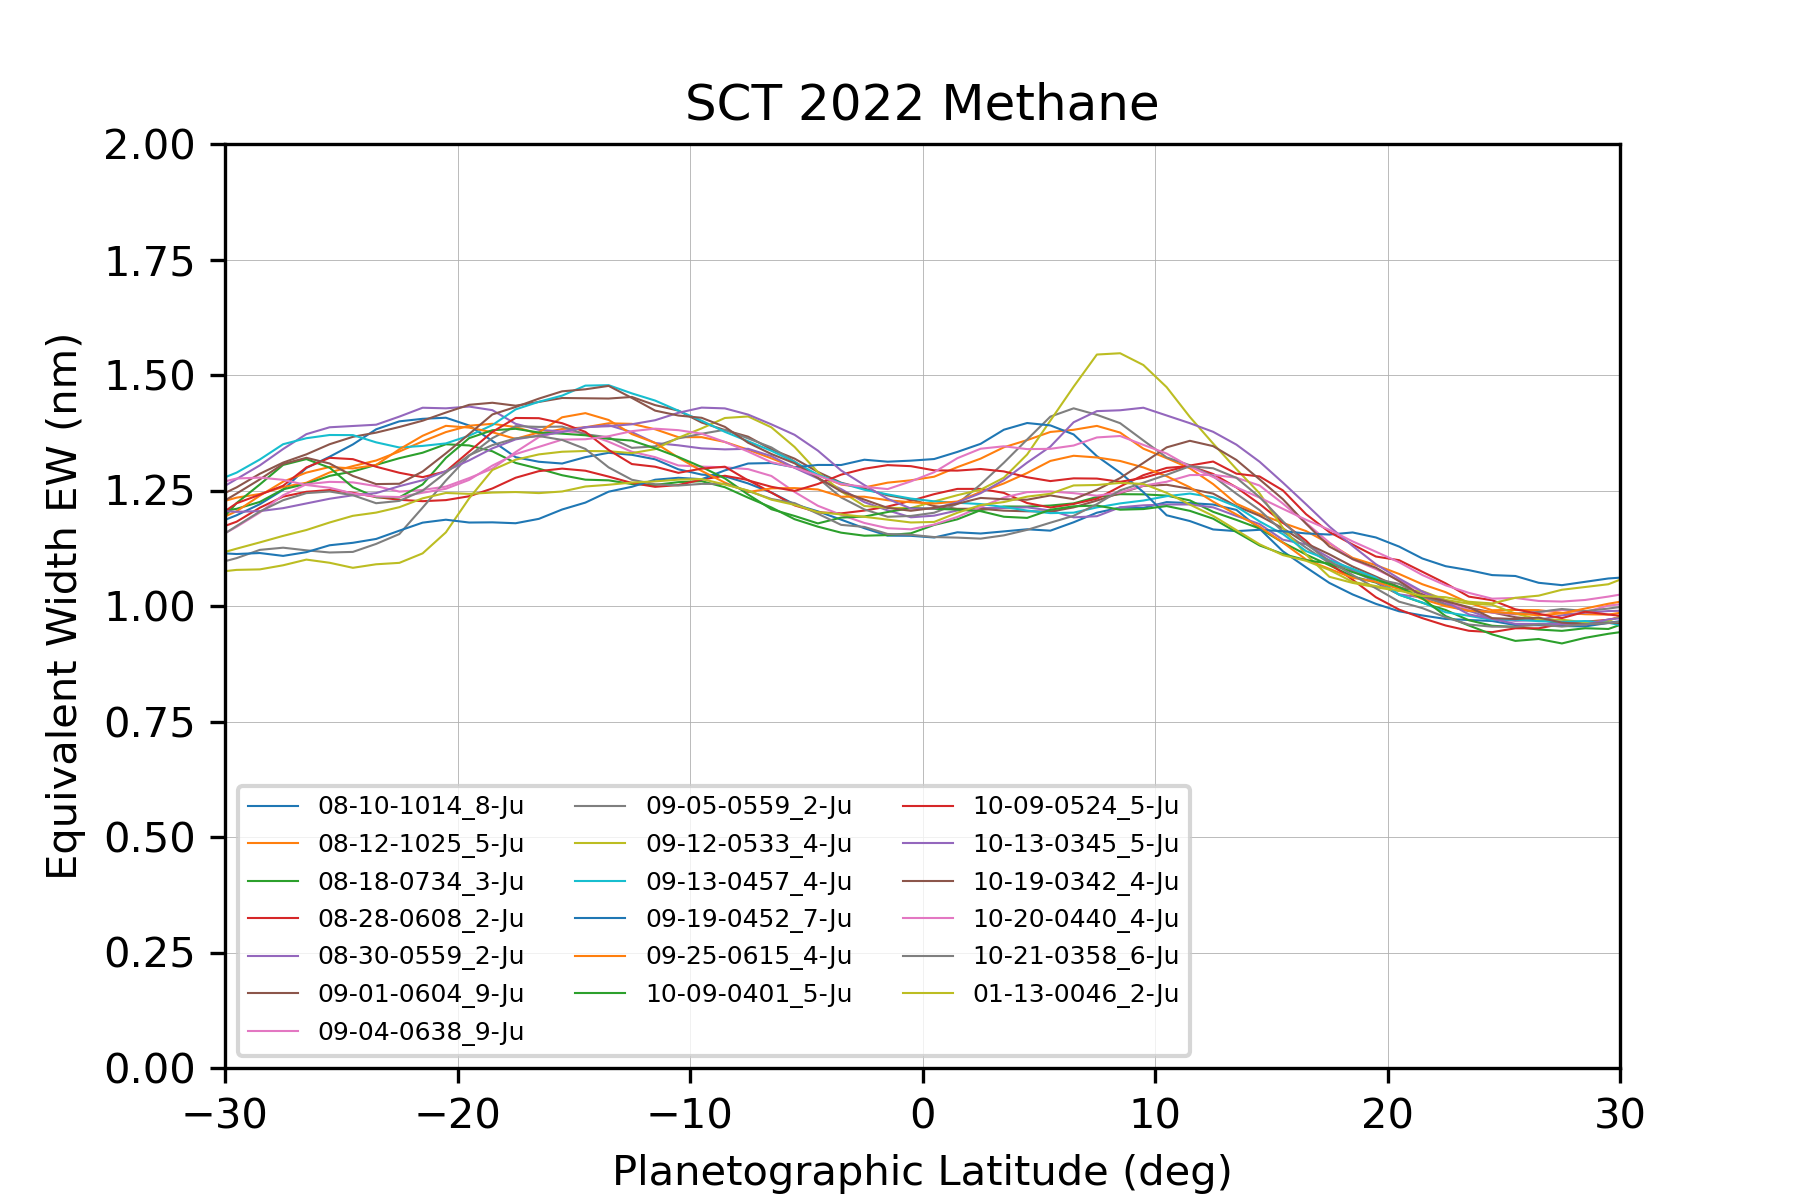 SCT 2022 Methane
2.00
1.75
1.50
1.25
1.00
0.75
0.50
0.25
0.00
Equivalent Width EW (nm)
08-10-1014_8-Ju
08-12-1025_5-Ju
08-18-0734_3-Ju
08-28-0608_2-Ju
08-30-0559_2-Ju
09-01-0604_9-Ju
09-04-0638_9-Ju
09-05-0559_2-Ju
09-12-0533_4-Ju
09-13-0457_4-Ju
09-19-0452_7-Ju
09-25-0615_4-Ju
10-09-0401_5-Ju
10-09-0524_5-Ju
10-13-0345_5-Ju
10-19-0342_4-Ju
10-20-0440_4-Ju
10-21-0358_6-Ju
01-13-0046_2-Ju
−30 −20 −10 0 10 20 30
Planetographic Latitude (deg)